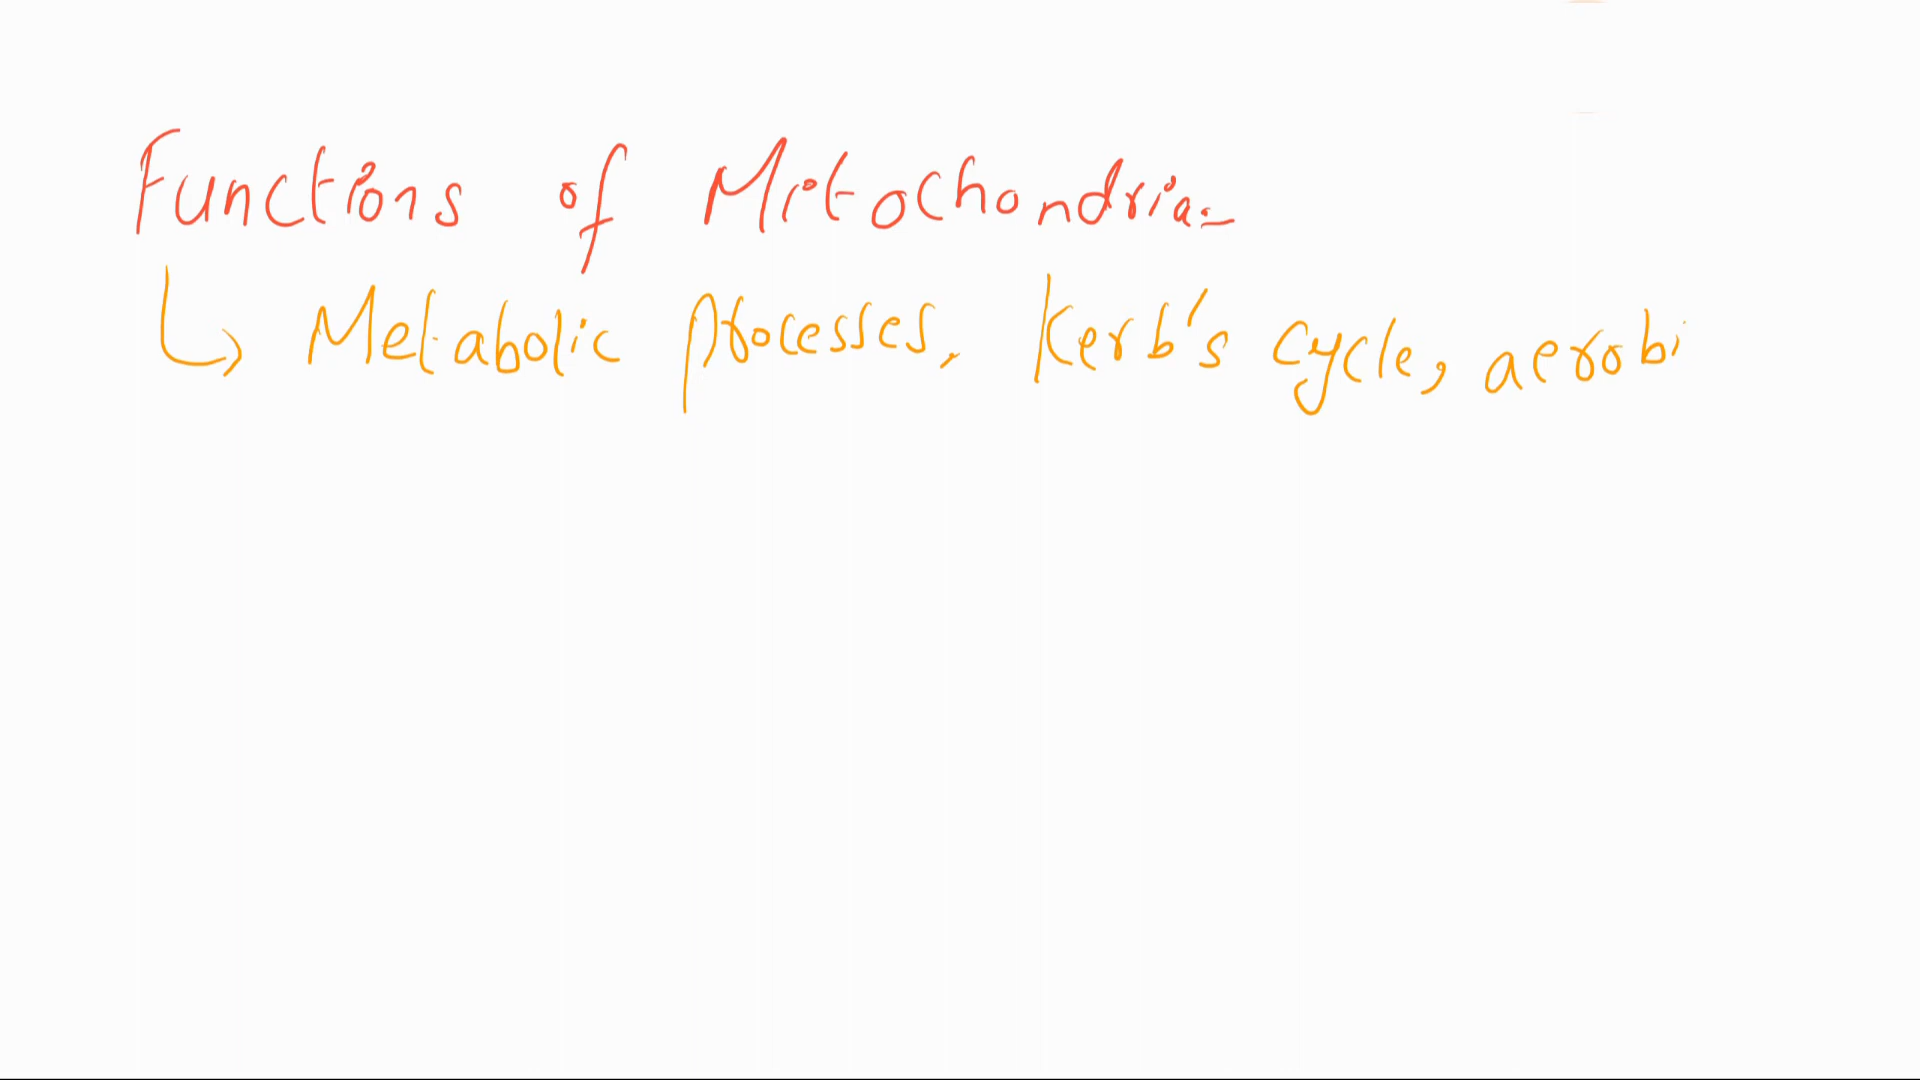 Functions of Mitochondria:-
↳ Metabolic processes, Kerb's cycle, aerobi